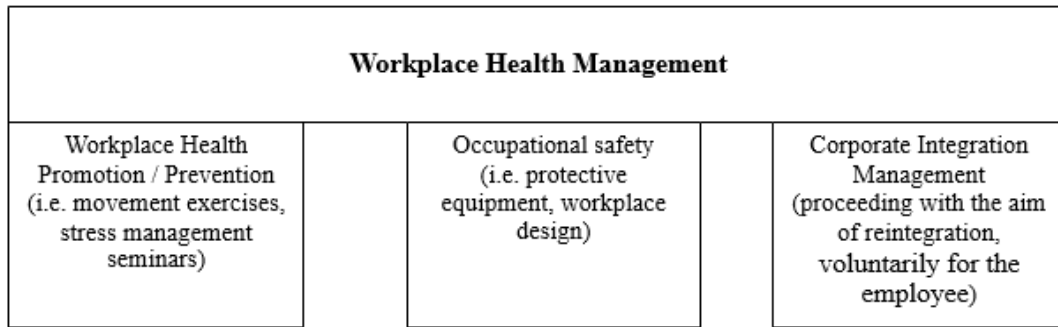 Workplace Health Management
Workplace Health
Promotion / Prevention
(i.e. movement exercises,
stress management
seminars)
Occupational safety
(i.e. protective
equipment, workplace
design)
Corporate Integration
Management
(proceeding with the aim
of reintegration,
voluntarily for the
employee)